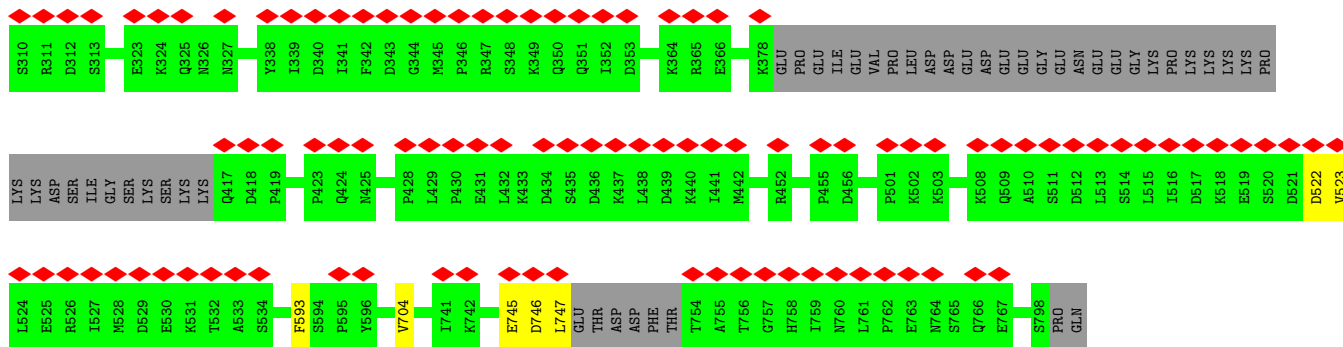 S310 R311 D312 S313 E323 K324 Q325 N326 N327 Y338 I339 D340 I341 F342 D343 G344 M345 P346 R347 S348 K349 Q350 Q351 I352 D353 K364 R365 E366 K378 GLU PRO GLU ILE GLU VAL PRO LEU ASP ASP GLU ASP GLU GLU GLY GLU ASN GLU GLU GLY LYS PRO LYS LYS LYS LYS PRO
LYS LYS ASP SER ILE GLY SER LYS SER LYS LYS Q417 D418 P419 P423 Q424 N425 P428 L429 P430 E431 L432 K433 D434 S435 D436 K437 L438 D439 K440 I441 M442 R452 P455 D456 P501 K502 K503 K508 Q509 A510 S511 D512 L513 S514 L515 I516 D517 K518 E519 S520 D521 D522 V523
L524 E525 R526 I527 M528 D529 E530 K531 T532 A533 S534 F593 S594 P595 Y596 V704 I741 K742 E745 D746 L747 GLU THR ASP ASP PHE THR T754 A755 T756 G757 H758 I759 N760 L761 P762 E763 N764 S765 Q766 E767 S798 PRO GLN